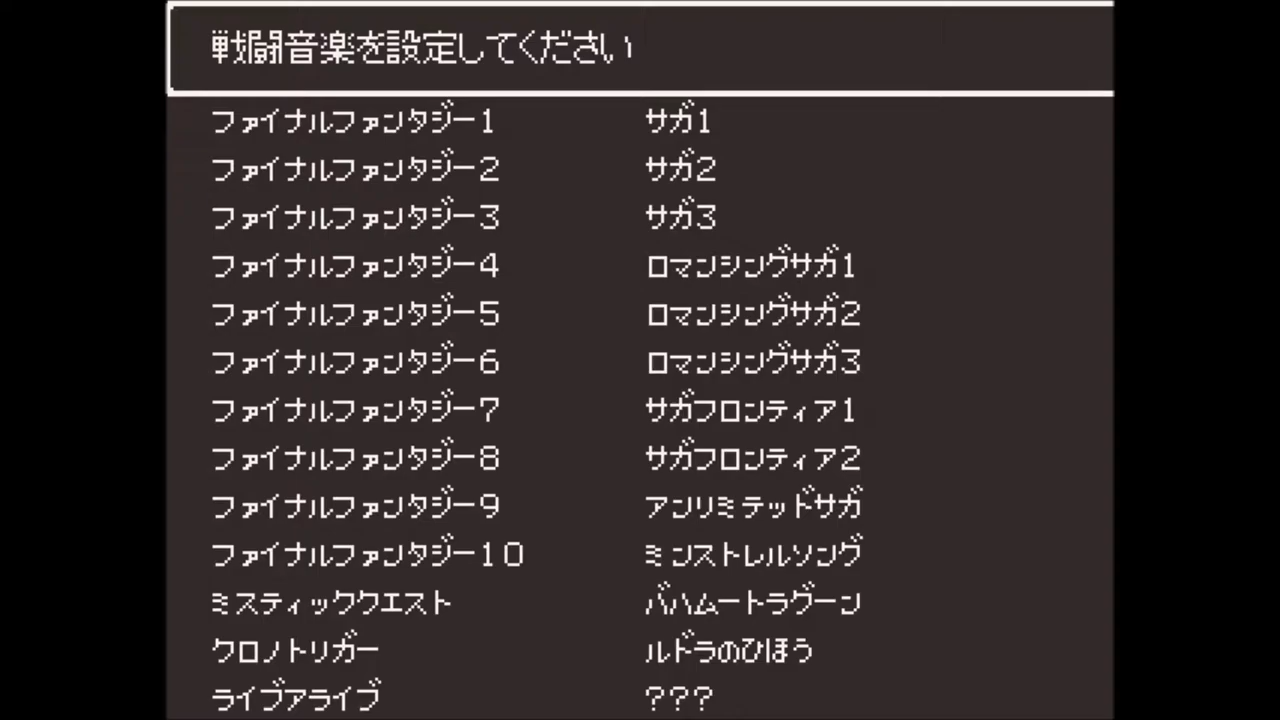 戦闘音楽を設定してください
ファイナルファンタジー1 サガ1
ファイナルファンタジー2 サガ2
ファイナルファンタジー3 サガ3
ファイナルファンタジー4 ロマンシングサガ1
ファイナルファンタジー5 ロマンシングサガ2
ファイナルファンタジー6 ロマンシングサガ3
ファイナルファンタジー7 サガフロンティア1
ファイナルファンタジー8 サガフロンティア2
ファイナルファンタジー9 アンリミテッドサガ
ファイナルファンタジー10 ミンストレルソング
ミスティッククエスト バハムートラグーン
クロノトリガー ルドラのひほう
ライブアライブ ???